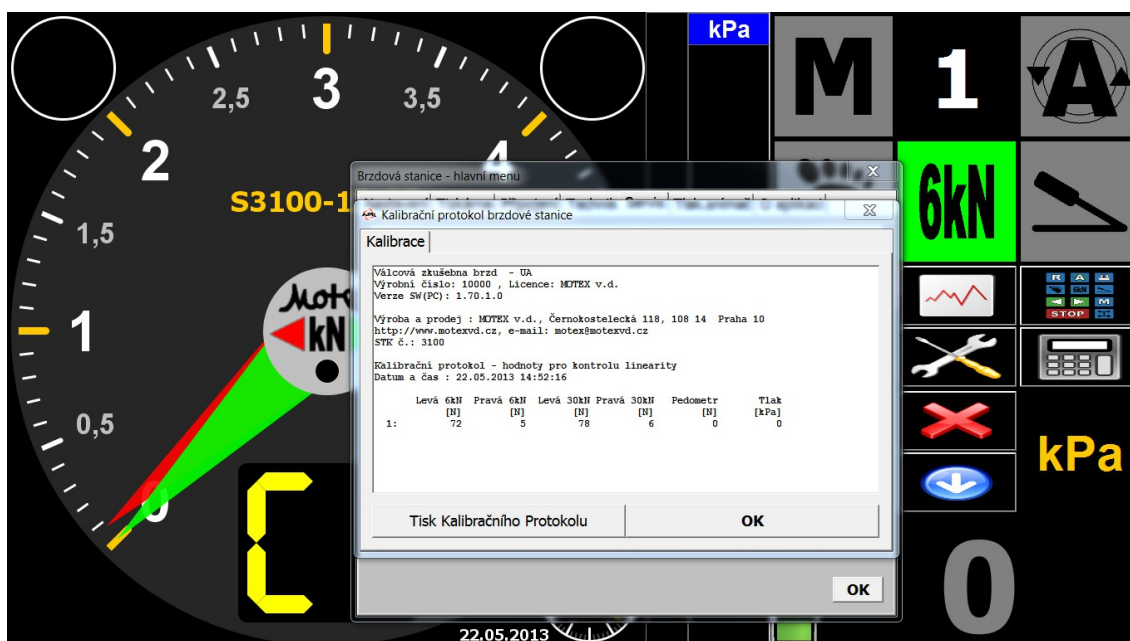 kPa
M
1
A
2,5
3
3,5
2
4
S3100-1
6kN
1,5
1
Mot
kN
0,5
0
Brzdová stanice - hlavní menu
Servis
Kalibrační protokol brzdové stanice
Kalibrace
Válcová zkušebna brzd - UA
Výrobní číslo: 10000 , Licence: MOTEX v.d.
Verze SW(PC): 1.70.1.0
Výroba a prodej : MOTEX v.d., Černokostelecká 118, 108 14 Praha 10
http://www.motexvd.cz, e-mail: motex@motexvd.cz
STK č.: 3100
Kalibrační protokol - hodnoty pro kontrolu linearity
Datum a čas : 22.05.2013 14:52:16
Levá 6kN Pravá 6kN Levá 30kN Pravá 30kN Pedometr Tlak
[N] [N] [N] [N] [N] [kPa]
1: 72 5 78 6 0 0
Tisk Kalibračního Protokolu
OK
OK
R A
6kN
M
STOP
kPa
0
22.05.2013